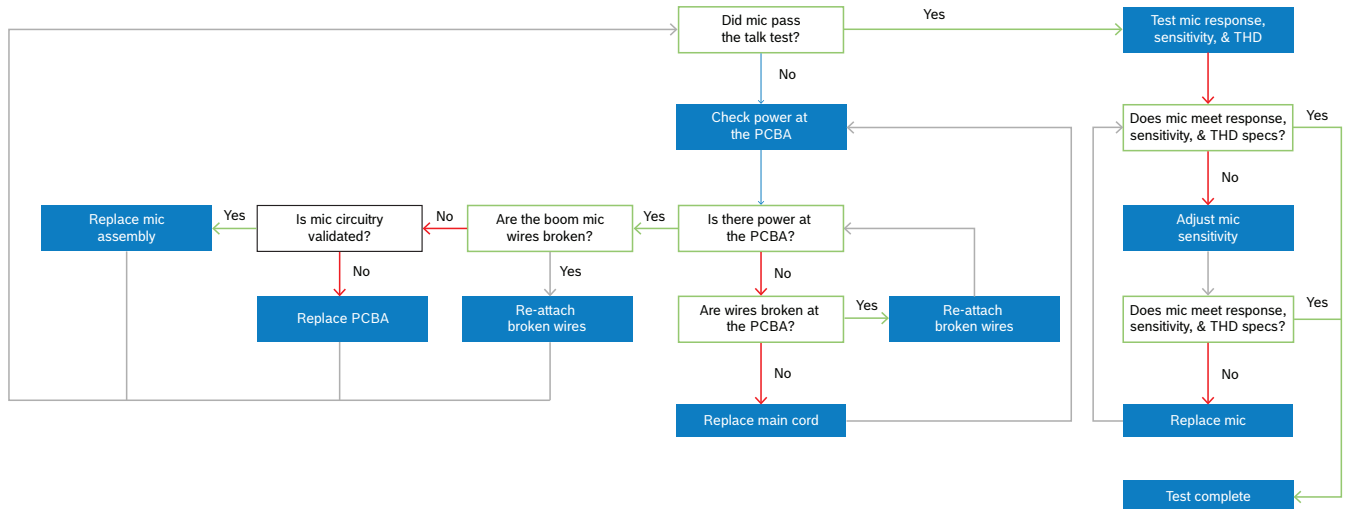 Did mic pass
the talk test?
Yes
Test mic response,
sensitivity, & THD
No
Check power at
the PCBA
Does mic meet response,
sensitivity, & THD specs?
Yes
No
Replace mic
assembly
Yes
Is mic circuitry
validated?
No
Are the boom mic
wires broken?
Yes
Is there power at
the PCBA?
Adjust mic
sensitivity
No
Yes
No
Replace PCBA
Re-attach
broken wires
Are wires broken at
the PCBA?
Yes
Re-attach
broken wires
Does mic meet response,
sensitivity, & THD specs?
Yes
No
No
Replace main cord
Replace mic
Test complete